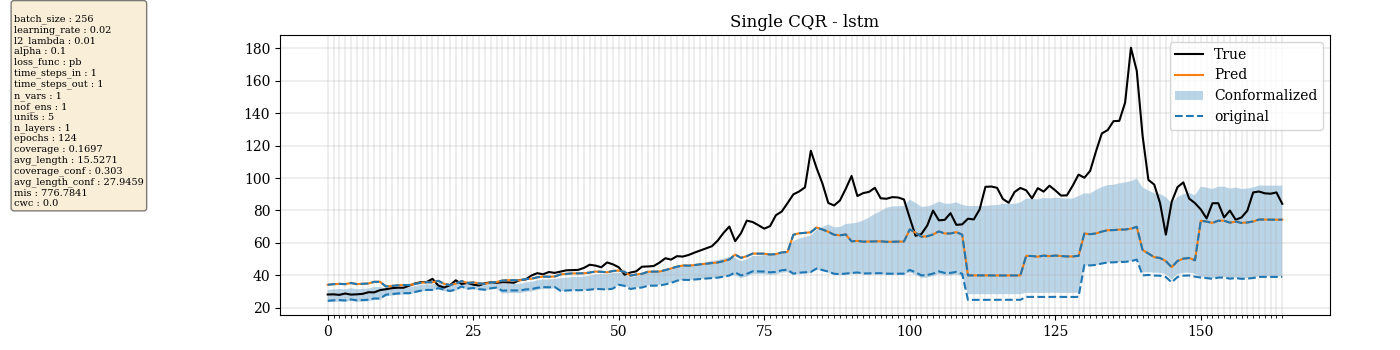 batch_size : 256
learning_rate : 0.02
l2_lambda : 0.01
alpha : 0.1
loss_func : pb
time_steps_in : 1
time_steps_out : 1
n_vars : 1
nof_ens : 1
units : 5
n_layers : 1
epochs : 124
coverage : 0.1697
avg_length : 15.5271
coverage_conf : 0.303
avg_length_conf : 27.9459
mis : 776.7841
cwc : 0.0
Single CQR - lstm
180
160
140
120
100
80
60
40
20
0 25 50 75 100 125 150
True
Pred
Conformalized
original